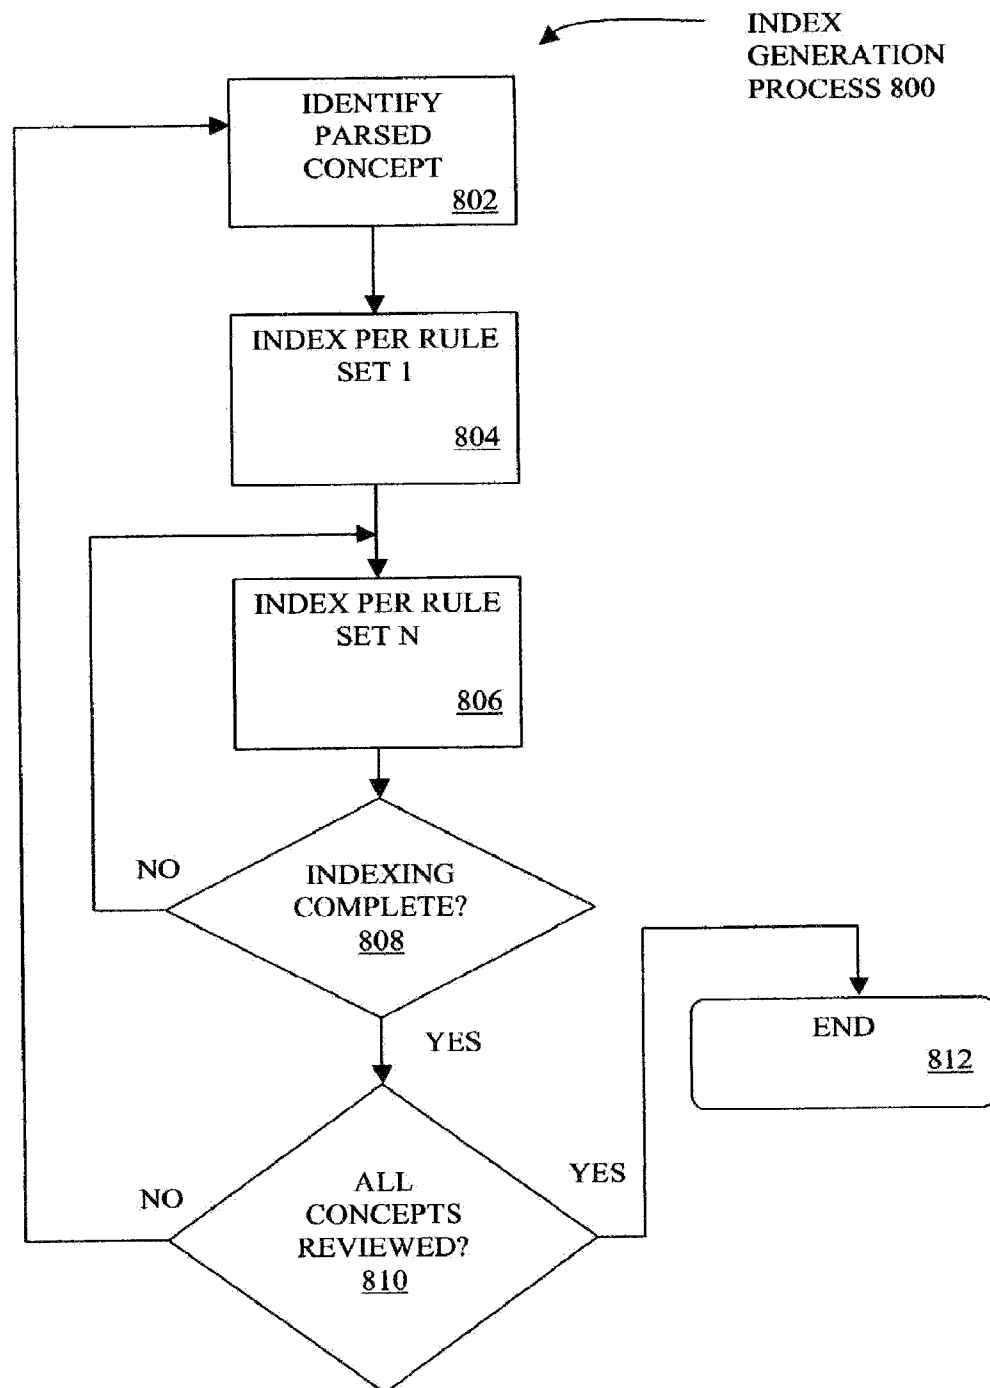 INDEX
GENERATION
PROCESS 800
IDENTIFY
PARSED
CONCEPT
802
INDEX PER RULE
SET 1
804
INDEX PER RULE
SET N
806
NO
INDEXING
COMPLETE?
808
YES
END
812
NO
ALL
CONCEPTS
REVIEWED?
810
YES